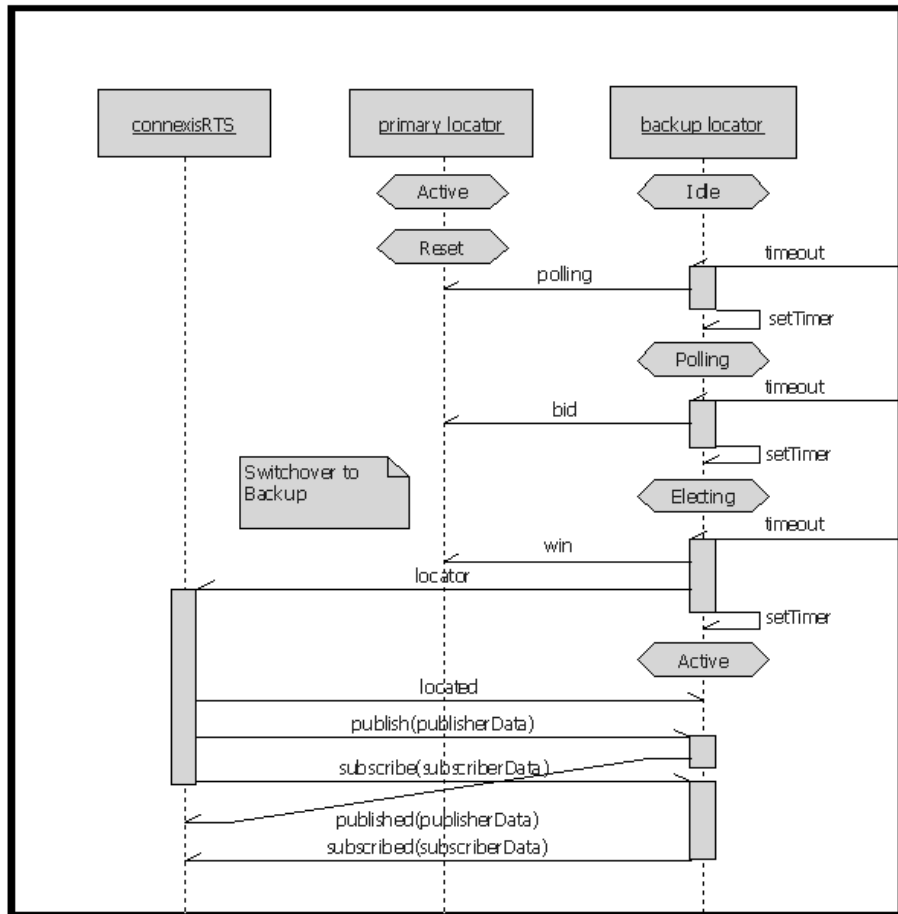 connexisRTS
primary locator
backup locator
Active
Idle
Reset
timeout
polling
setTimer
Polling
timeout
bid
setTimer
Switchover to
Backup
Electing
timeout
win
locator
setTimer
Active
located
publish(publisherData)
subscribe(subscriberData)
published(publisherData)
subscribed(subscriberData)